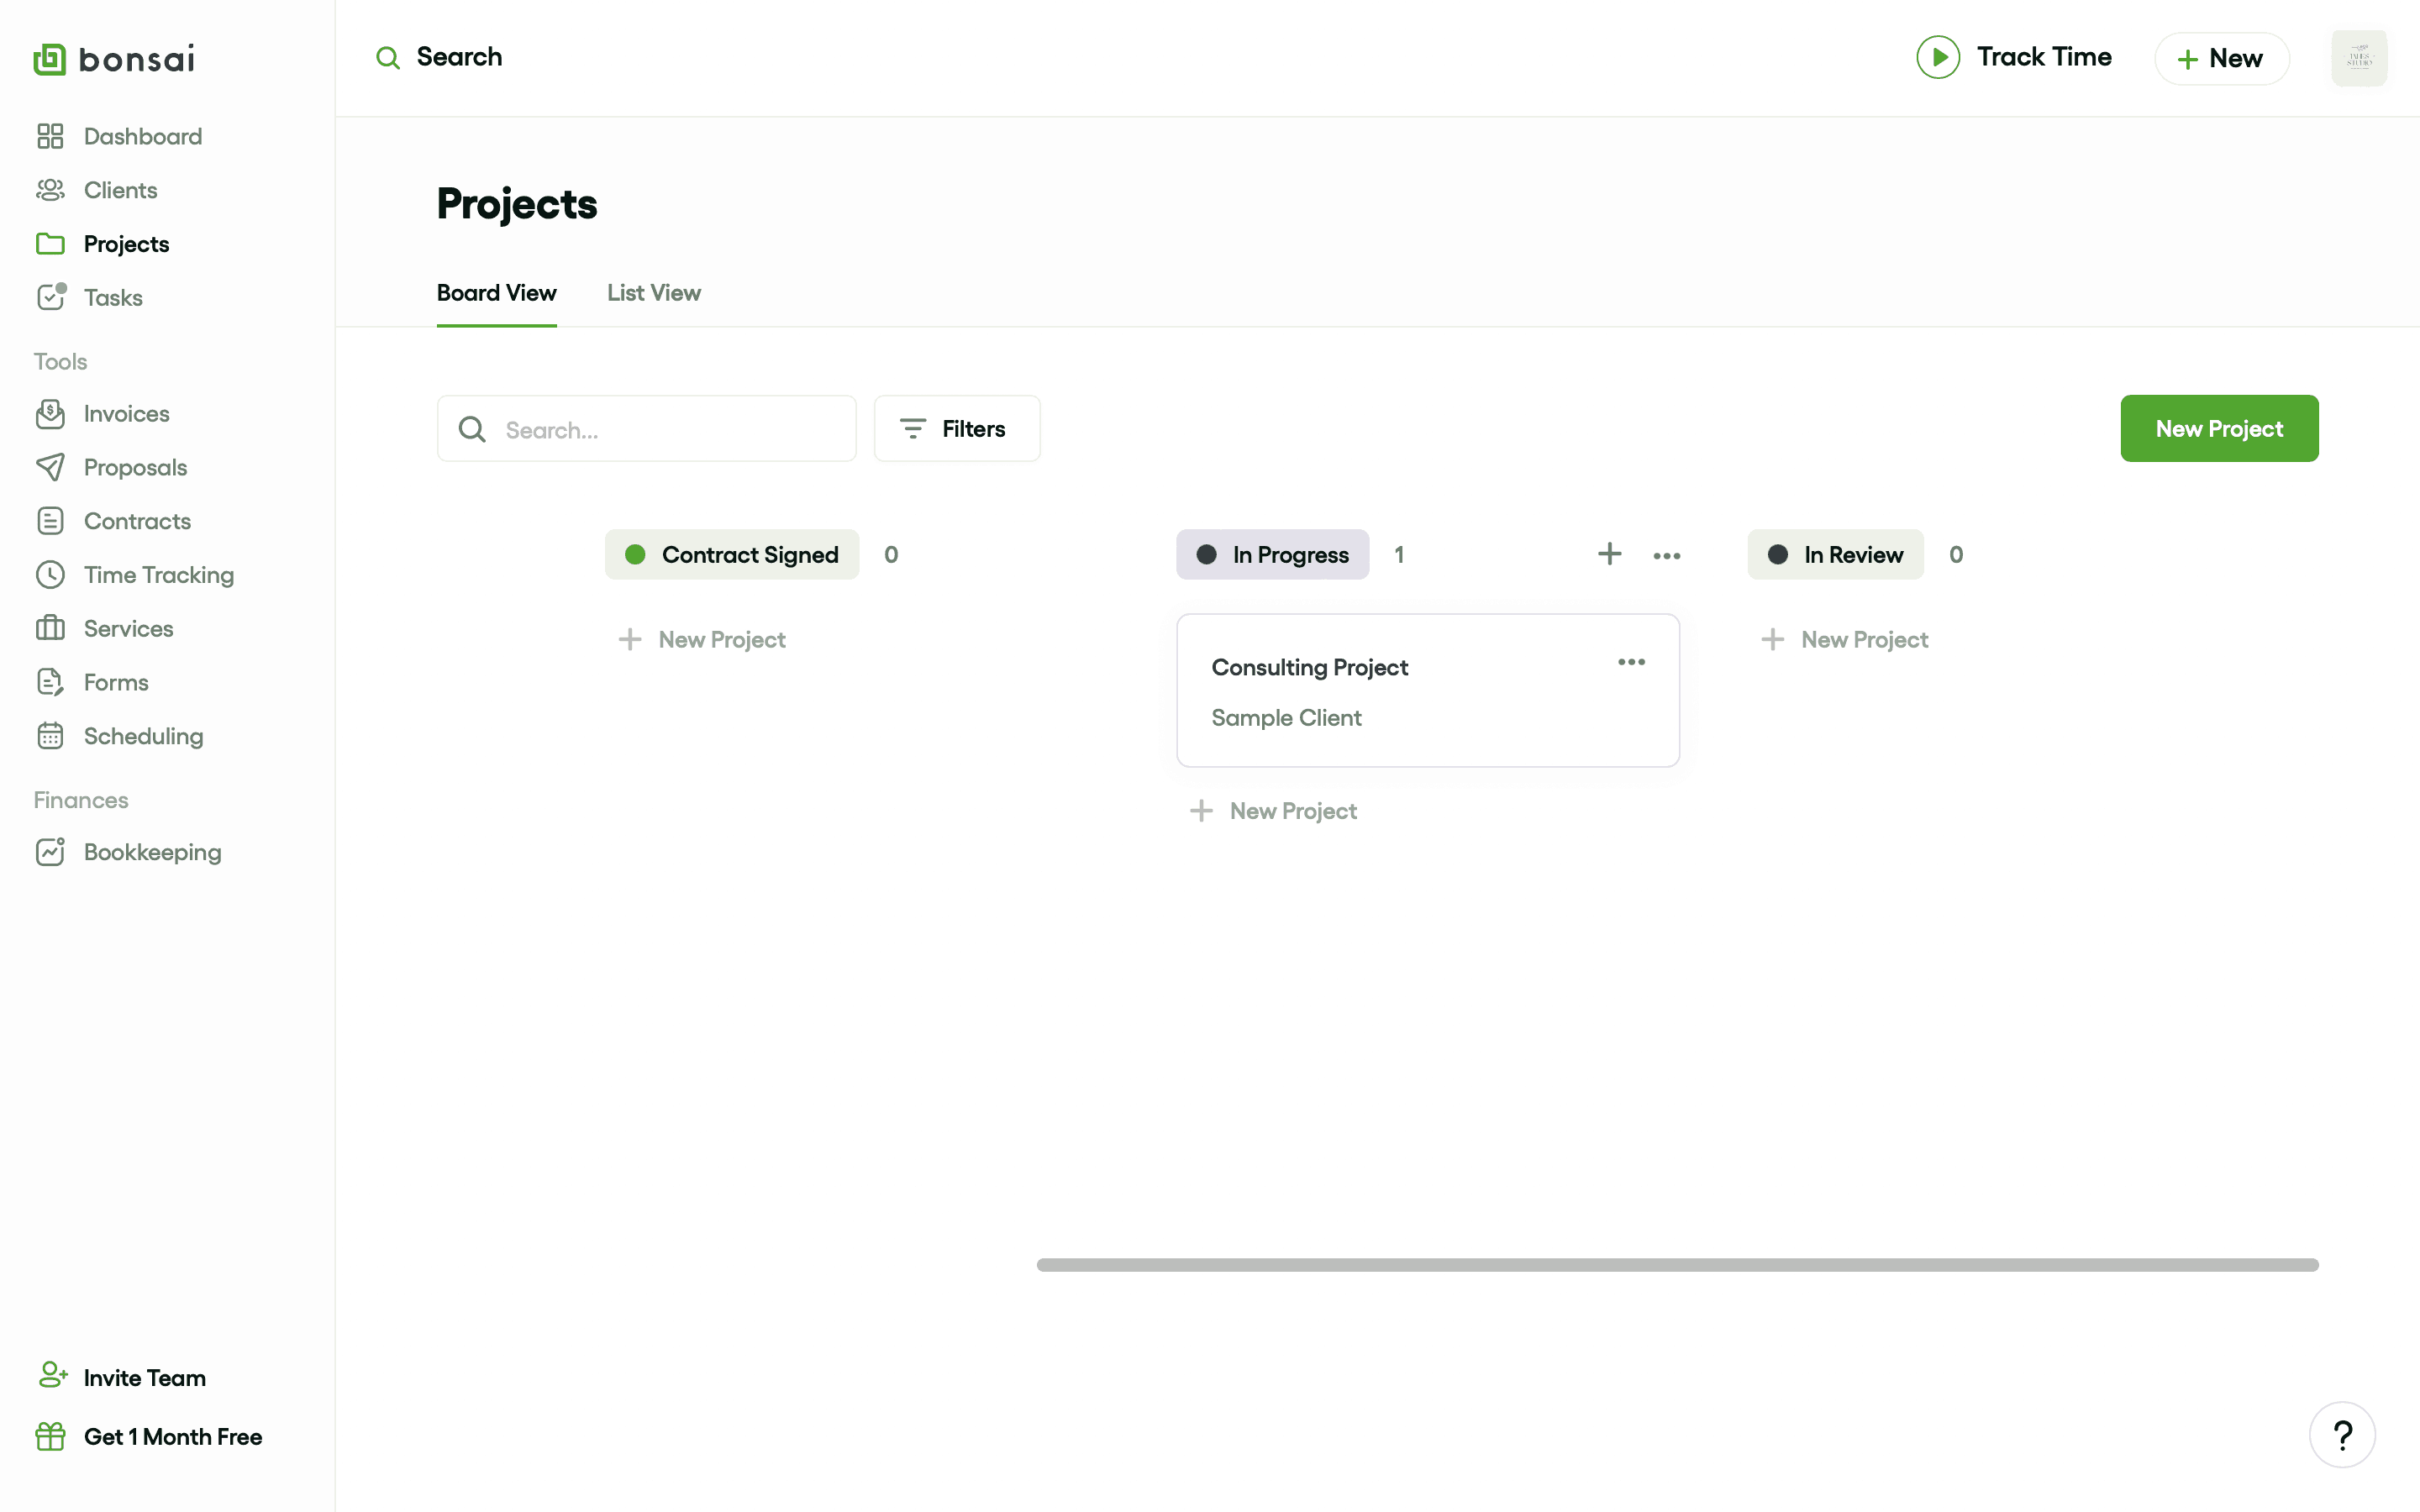 bonsai
Dashboard
Clients
Projects
Tasks
Tools
Invoices
Proposals
Contracts
Time Tracking
Services
Forms
Scheduling
Finances
Bookkeeping
Invite Team
Get 1 Month Free
Search
Track Time
+ New
STUDIO
Projects
Board View
List View
Search...
Filters
New Project
Contract Signed 0
+ New Project
In Progress 1 + ...
Consulting Project ...
Sample Client
+ New Project
In Review 0
+ New Project
?